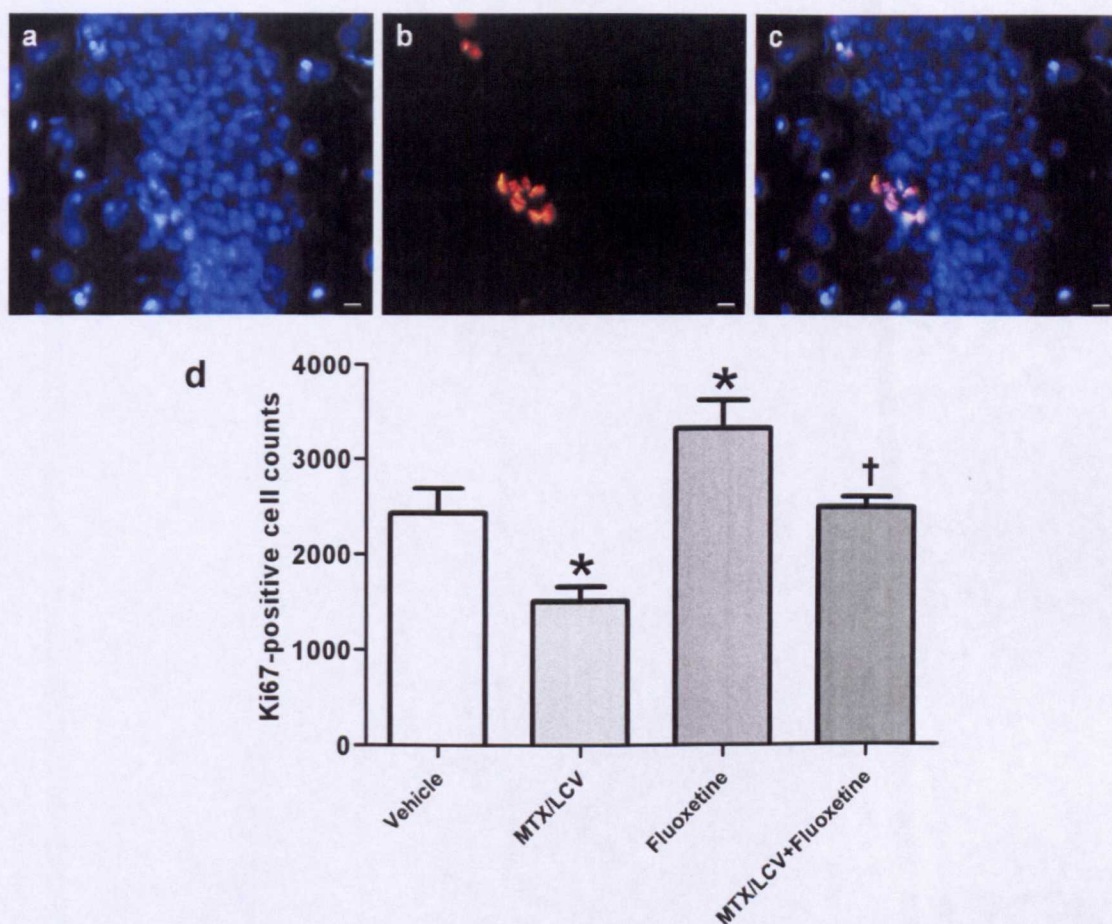 a b c
d
Ki67-positive cell counts
4000
3000
2000
1000
0
* * †
Vehicle
MTX/LCV
Fluoxetine
MTX/LCV+Fluoxetine